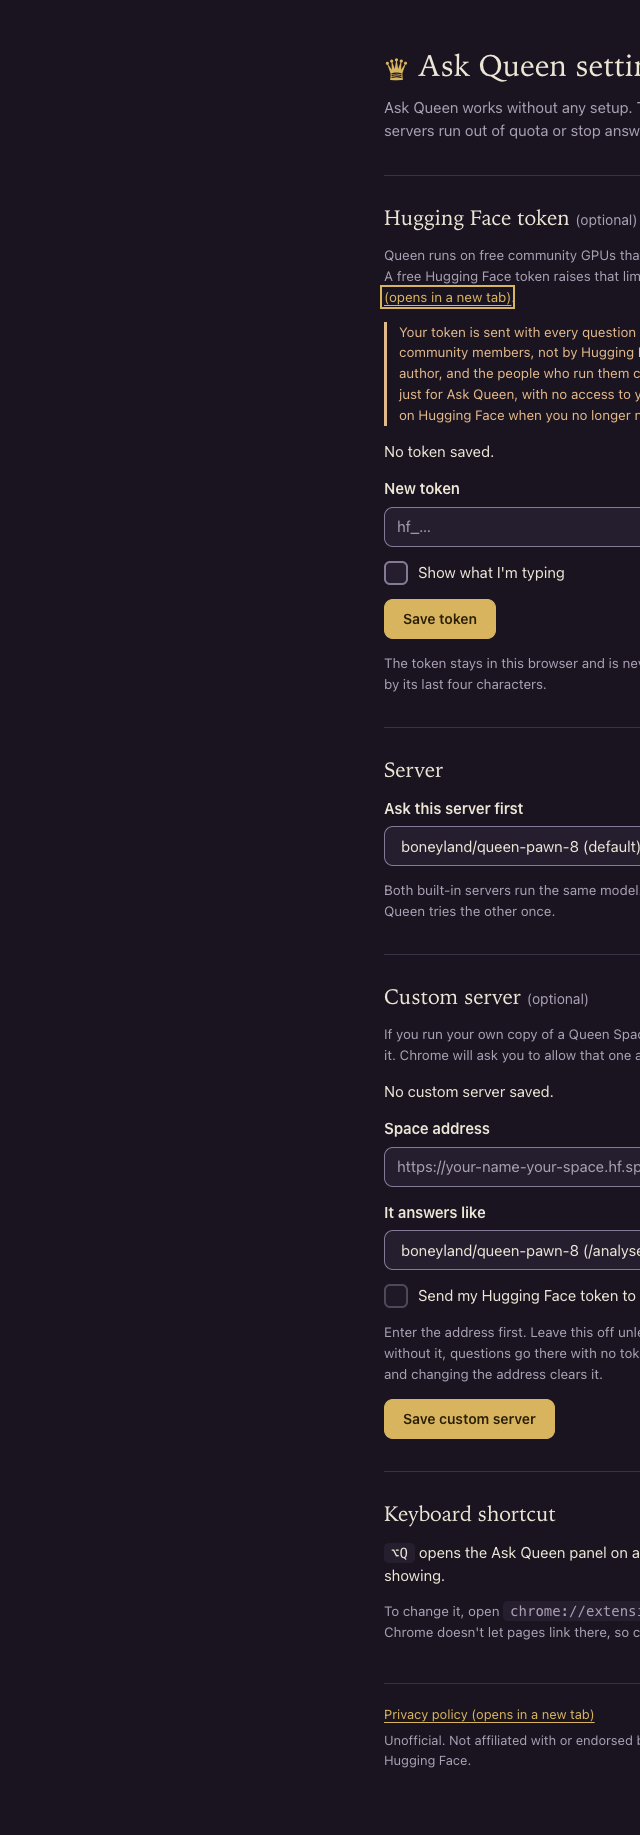 ♛ Ask Queen settin
Ask Queen works without any setup.
servers run out of quota or stop answ
Hugging Face token (optional)
Queen runs on free community GPUs tha
A free Hugging Face token raises that lim
(opens in a new tab)
Your token is sent with every question
community members, not by Hugging
author, and the people who run them c
just for Ask Queen, with no access to y
on Hugging Face when you no longer n
No token saved.
New token
hf_...
Show what I'm typing
Save token
The token stays in this browser and is nev
by its last four characters.
Server
Ask this server first
boneyland/queen-pawn-8 (default)
Both built-in servers run the same model
Queen tries the other once.
Custom server (optional)
If you run your own copy of a Queen Spac
it. Chrome will ask you to allow that one a
No custom server saved.
Space address
https://your-name-your-space.hf.sp
It answers like
boneyland/queen-pawn-8 (/analyse
Send my Hugging Face token to
Enter the address first. Leave this off unle
without it, questions go there with no tok
and changing the address clears it.
Save custom server
Keyboard shortcut
⌥Q opens the Ask Queen panel on a
showing.
To change it, open chrome://extensi
Chrome doesn't let pages link there, so c
Privacy policy (opens in a new tab)
Unofficial. Not affiliated with or endorsed b
Hugging Face.